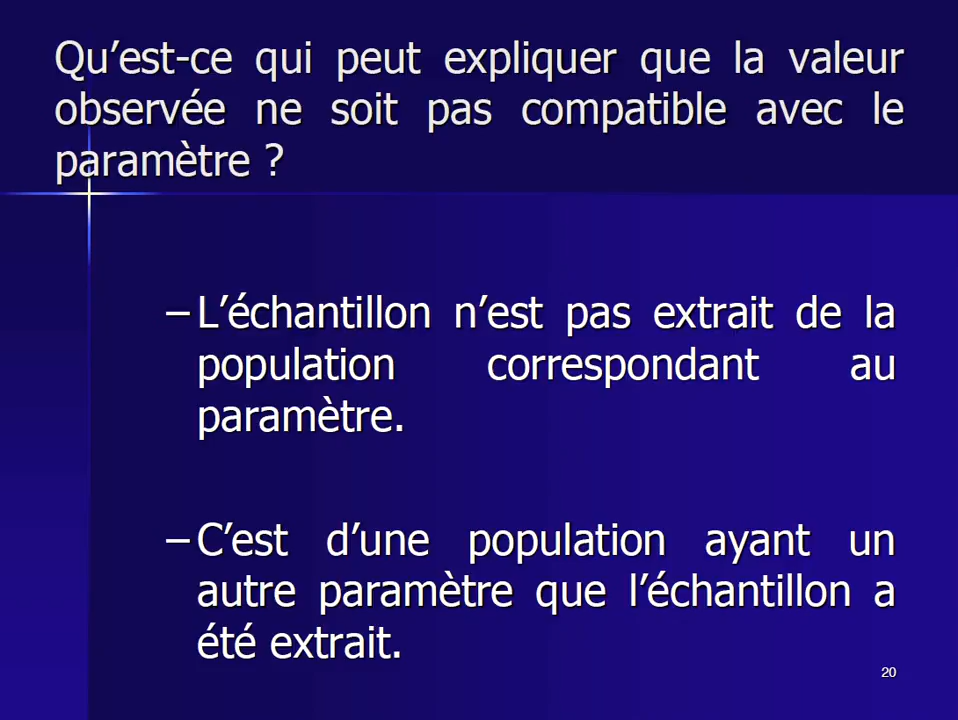 Qu’est-ce qui peut expliquer que la valeur
observée ne soit pas compatible avec le
paramètre ?
–L’échantillon n’est pas extrait de la
population correspondant au
paramètre.
–C’est d’une population ayant un
autre paramètre que l’échantillon a
été extrait.
20